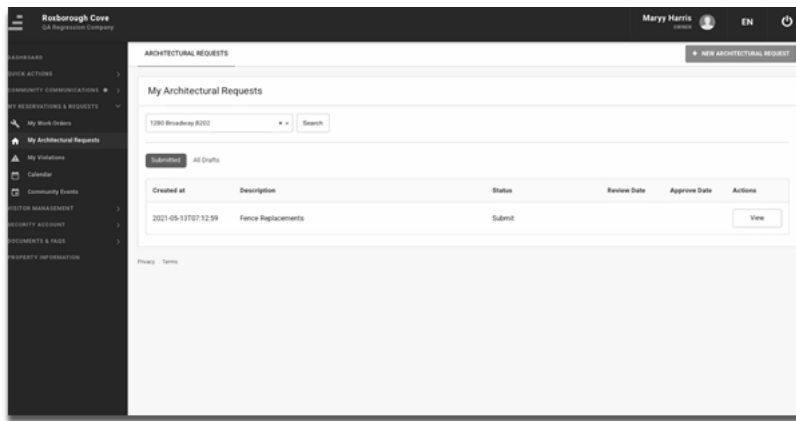 Roxborough Cove
QA Regression Company
Maryy Harris
OWNER
EN
DASHBOARD
QUICK ACTIONS
COMMUNITY COMMUNICATIONS
MY RESERVATIONS & REQUESTS
My Work Orders
My Architectural Requests
My Violations
Calendar
Community Events
VISITOR MANAGEMENT
SECURITY ACCOUNT
DOCUMENTS & FAQS
PROPERTY INFORMATION
ARCHITECTURAL REQUESTS
+ NEW ARCHITECTURAL REQUEST
My Architectural Requests
1280 Broadway B202 Search
Submitted All Drafts
Created at Description Status Review Date Approve Date Actions
2021-05-13T07:12:59 Fence Replacements Submit View
Privacy Terms